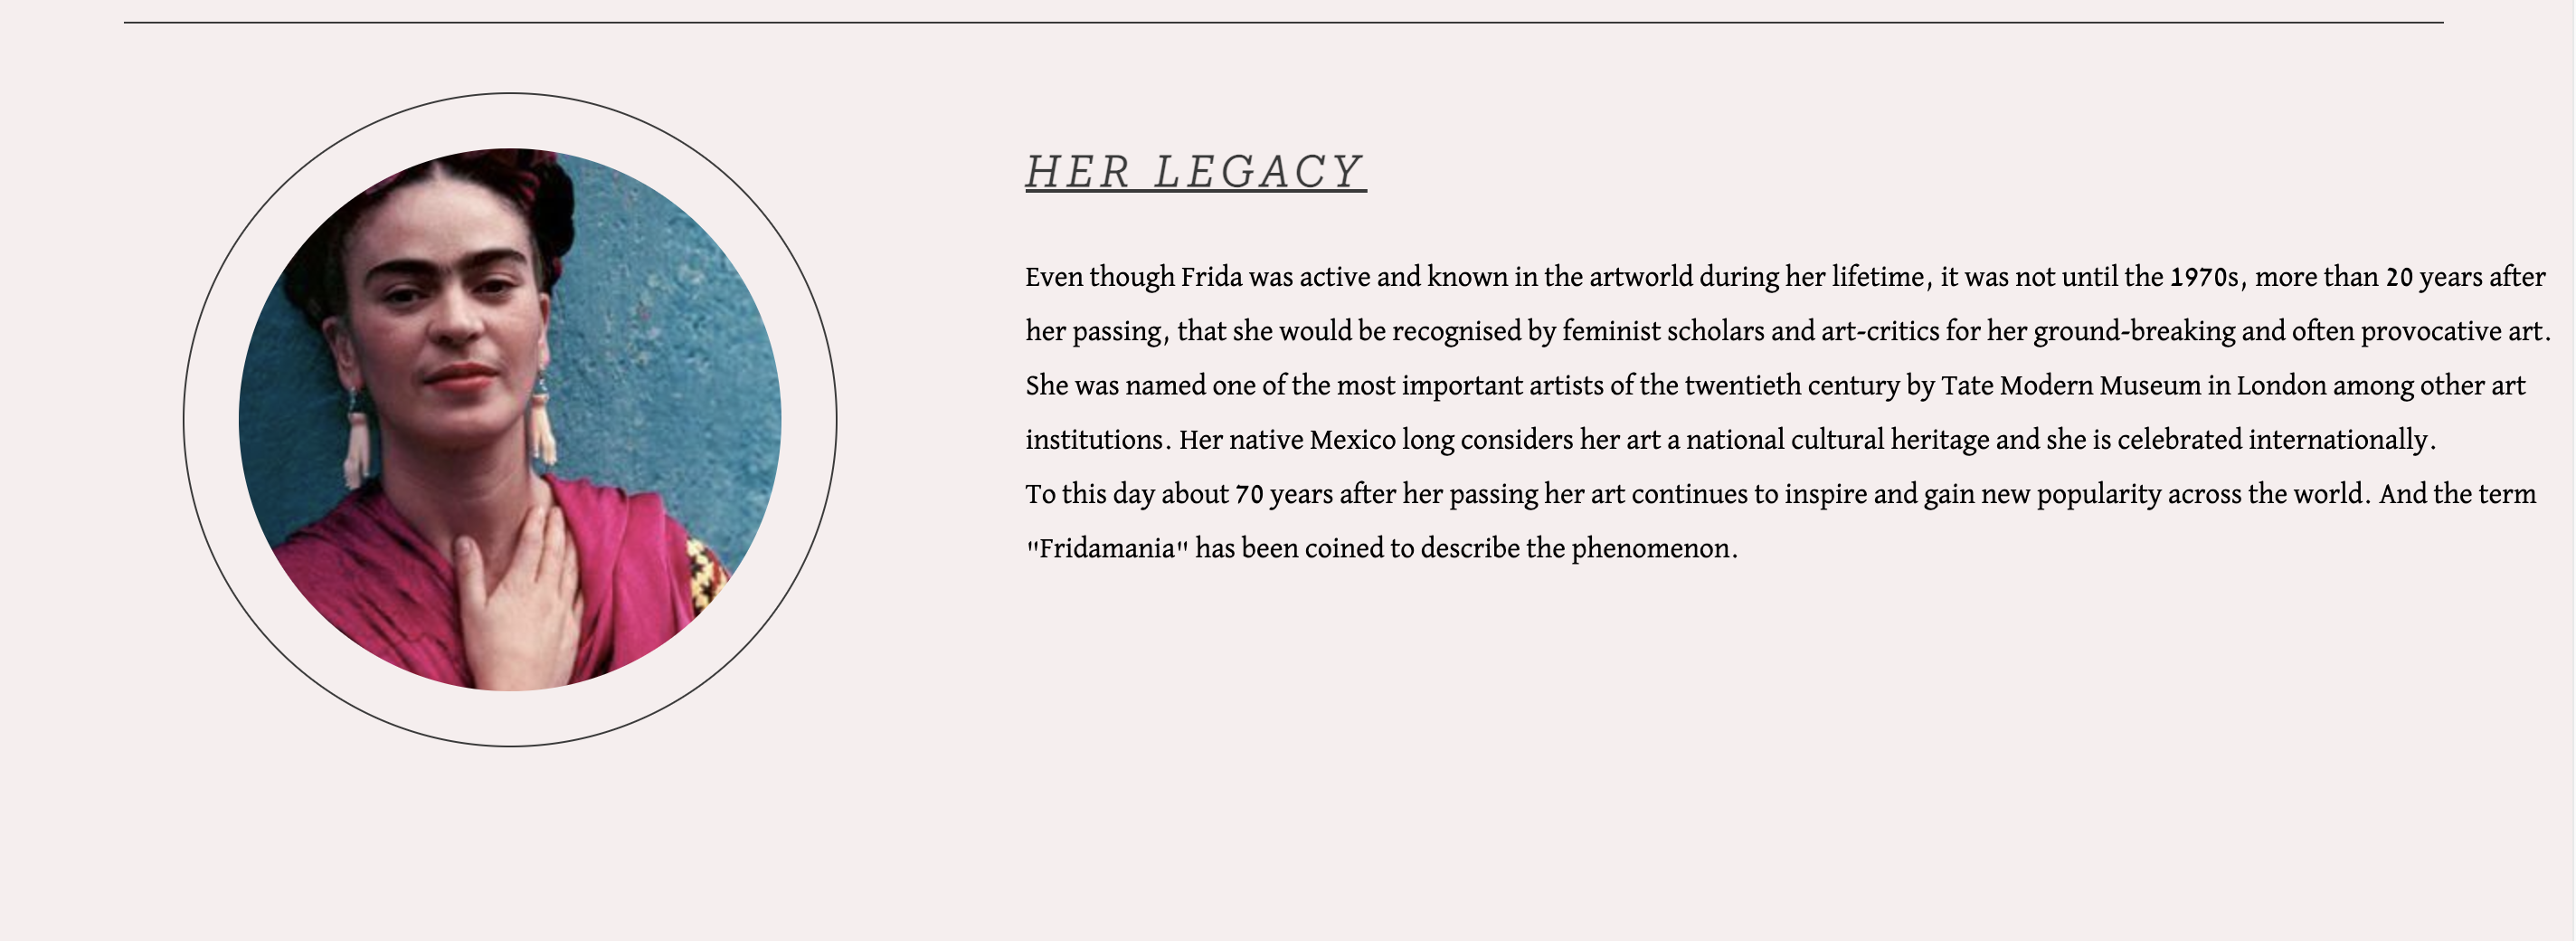 HER LEGACY
Even though Frida was active and known in the artworld during her lifetime, it was not until the 1970s, more than 20 years after
her passing, that she would be recognised by feminist scholars and art-critics for her ground-breaking and often provocative art.
She was named one of the most important artists of the twentieth century by Tate Modern Museum in London among other art
institutions. Her native Mexico long considers her art a national cultural heritage and she is celebrated internationally.
To this day about 70 years after her passing her art continues to inspire and gain new popularity across the world. And the term
"Fridamania" has been coined to describe the phenomenon.